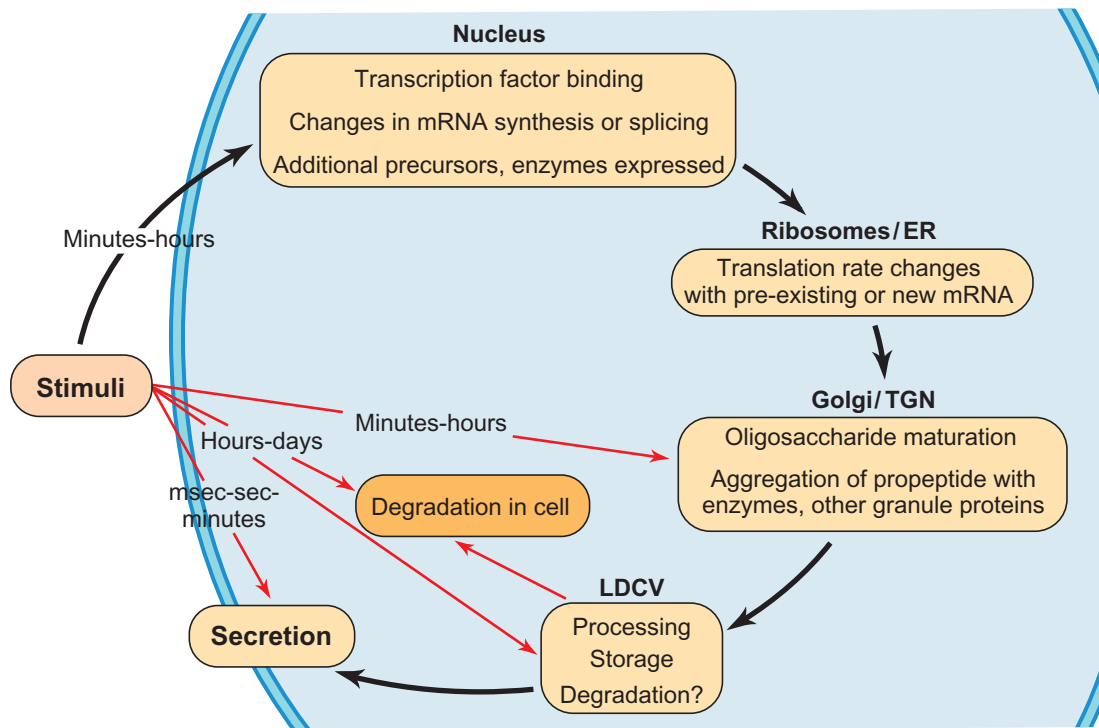 Nucleus
Transcription factor binding
Changes in mRNA synthesis or splicing
Additional precursors, enzymes expressed
Minutes-hours
Ribosomes/ER
Translation rate changes
with pre-existing or new mRNA
Stimuli
Golgi/TGN
Minutes-hours
Oligosaccharide maturation
Hours-days
Aggregation of propeptide with
enzymes, other granule proteins
msec-sec-
minutes
Degradation in cell
LDCV
Secretion
Processing
Storage
Degradation?